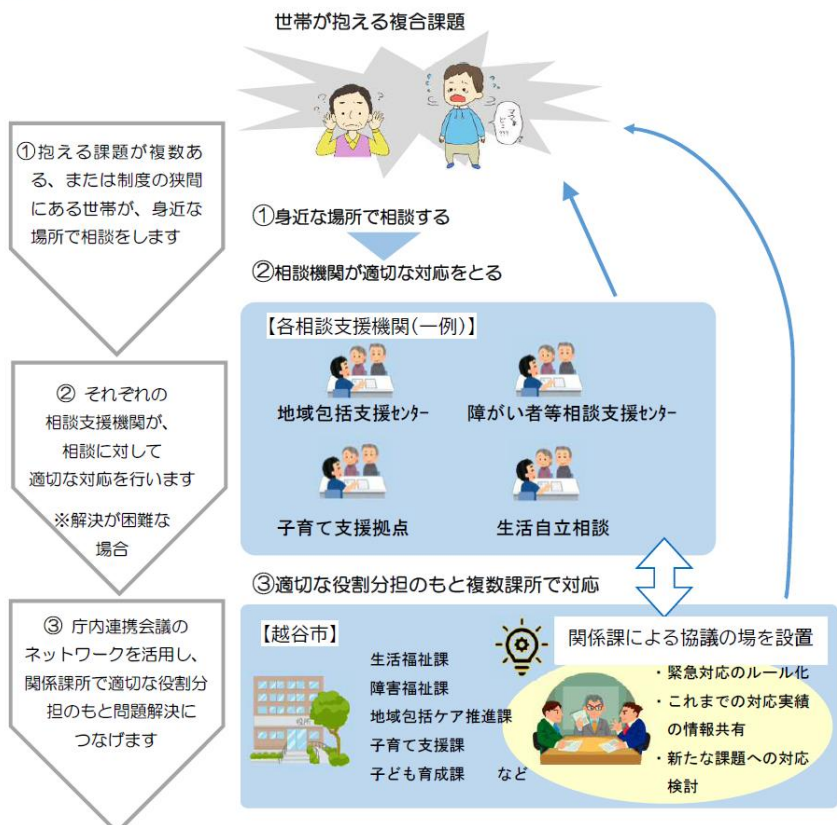 世帯が抱える複合課題
①抱える課題が複数あ
る、または制度の狭間
にある世帯が、身近な
場所で相談をします
①身近な場所で相談する
②相談機関が適切な対応をとる
【各相談支援機関(一例)】
地域包括支援ｾﾝﾀｰ
障がい者等相談支援ｾﾝﾀｰ
子育て支援拠点
生活自立相談
② それぞれの
相談支援機関が、
相談に対して
適切な対応を行います
※解決が困難な
場合
③適切な役割分担のもと複数課所で対応
③ 庁内連携会議の
ネットワークを活用し、
関係課所で適切な役割分
担のもと問題解決に
つなげます
【越谷市】
生活福祉課
障害福祉課
地域包括ケア推進課
子育て支援課
子ども育成課 など
関係課による協議の場を設置
・緊急対応のルール化
・これまでの対応実績
の情報共有
・新たな課題への対応
検討